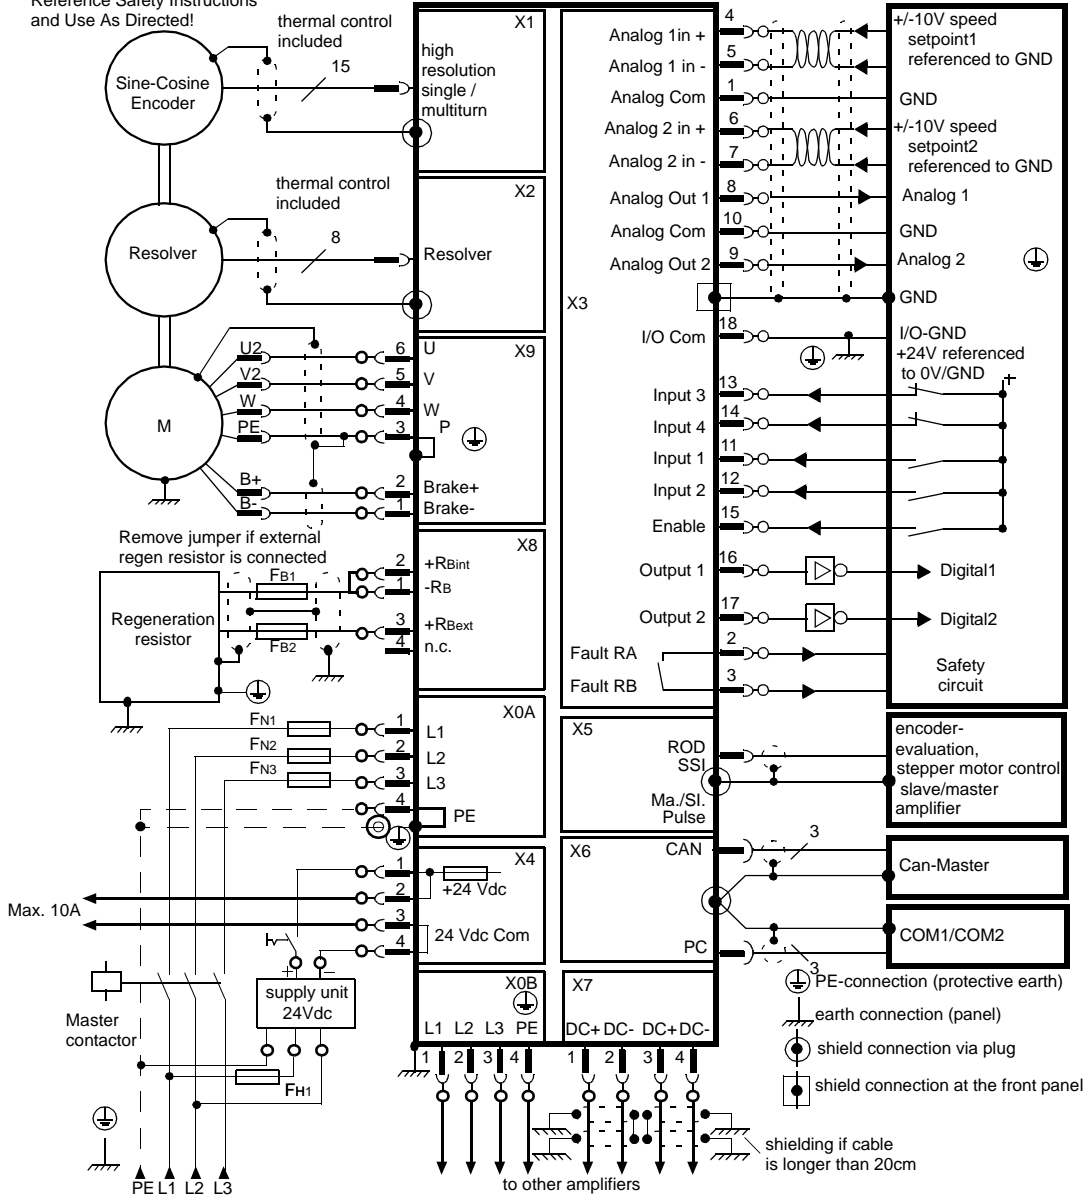 Reference Safety Instructions
and Use As Directed!
thermal control
included
15
Sine-Cosine
Encoder
X1
high
resolution
single /
multiturn
thermal control
included
8
Resolver
X2
Resolver
M
U2
V2
W
PE
B+
B-
6
5
4
3
2
1
X9
U
V
W
P
Brake+
Brake-
Remove jumper if external
regen resistor is connected
FB1
FB2
Regeneration
resistor
2
1
3
4
X8
+RBint
-RB
+RBext
n.c.
FN1
FN2
FN3
1
2
3
4
X0A
L1
L2
L3
PE
1
2
3
4
X4
+24 Vdc
24 Vdc Com
Max. 10A
+
-
supply unit
24Vdc
Master
contactor
FH1
PE L1 L2 L3
X0B
L1 L2 L3 PE
1 2 3 4
X7
DC+ DC- DC+ DC-
1 2 3 4
to other amplifiers
shielding if cable
is longer than 20cm
X3
Analog 1in +
4
Analog 1 in -
5
Analog Com
1
Analog 2 in +
6
Analog 2 in -
7
Analog Out 1
8
Analog Com
10
Analog Out 2
9
I/O Com
18
Input 3
13
Input 4
14
Input 1
11
Input 2
12
Enable
15
Output 1
16
Output 2
17
Fault RA
2
Fault RB
3
+/-10V speed
setpoint1
referenced to GND
GND
+/-10V speed
setpoint2
referenced to GND
Analog 1
GND
Analog 2
GND
I/O-GND
+24V referenced
to 0V/GND
+
Digital1
Digital2
Safety
circuit
X5
ROD
SSI
Ma./Sl.
Pulse
encoder-
evaluation,
stepper motor control
slave/master
amplifier
X6
CAN
3
Can-Master
PC
3
COM1/COM2
PE-connection (protective earth)
earth connection (panel)
shield connection via plug
shield connection at the front panel